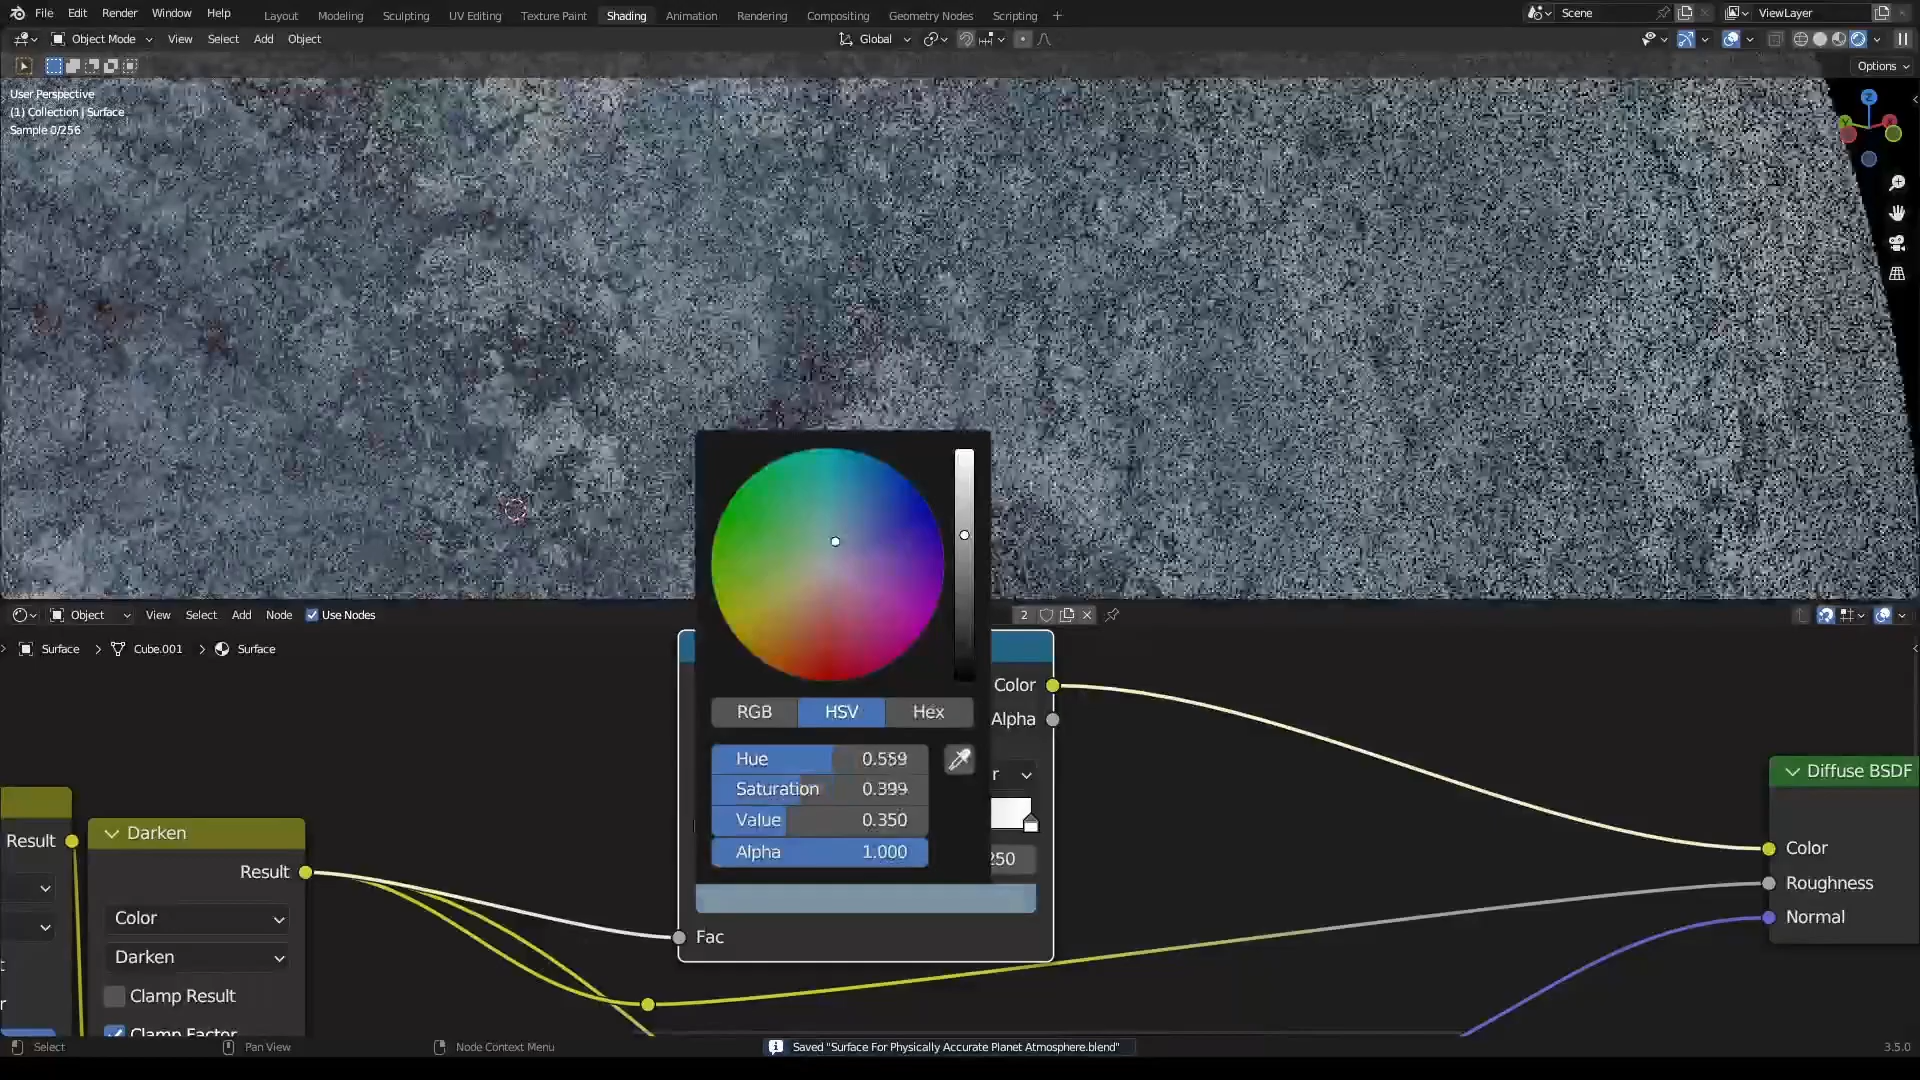 File Edit Render Window Help Layout Modeling Sculpting UV Editing Texture Paint Shading Animation Rendering Compositing Geometry Nodes Scripting Scene ViewLayer
Object Mode View Select Add Object Global
Options
User Perspective
(1) Collection | Surface
Sample 0/256
Object View Select Add Node Use Nodes 2
Surface Cube.001 Surface
Color
Alpha
RGB HSV Hex
Hue 0.559
Saturation 0.399
Value 0.350
Alpha 1.000
r
250
Fac
Result
Darken
Result
Color
Darken
Clamp Result
Clamp Factor
Diffuse BSDF
Color
Roughness
Normal
Select Pan View Node Context Menu Saved "Surface For Physically Accurate Planet Atmosphere.blend" 3.5.0